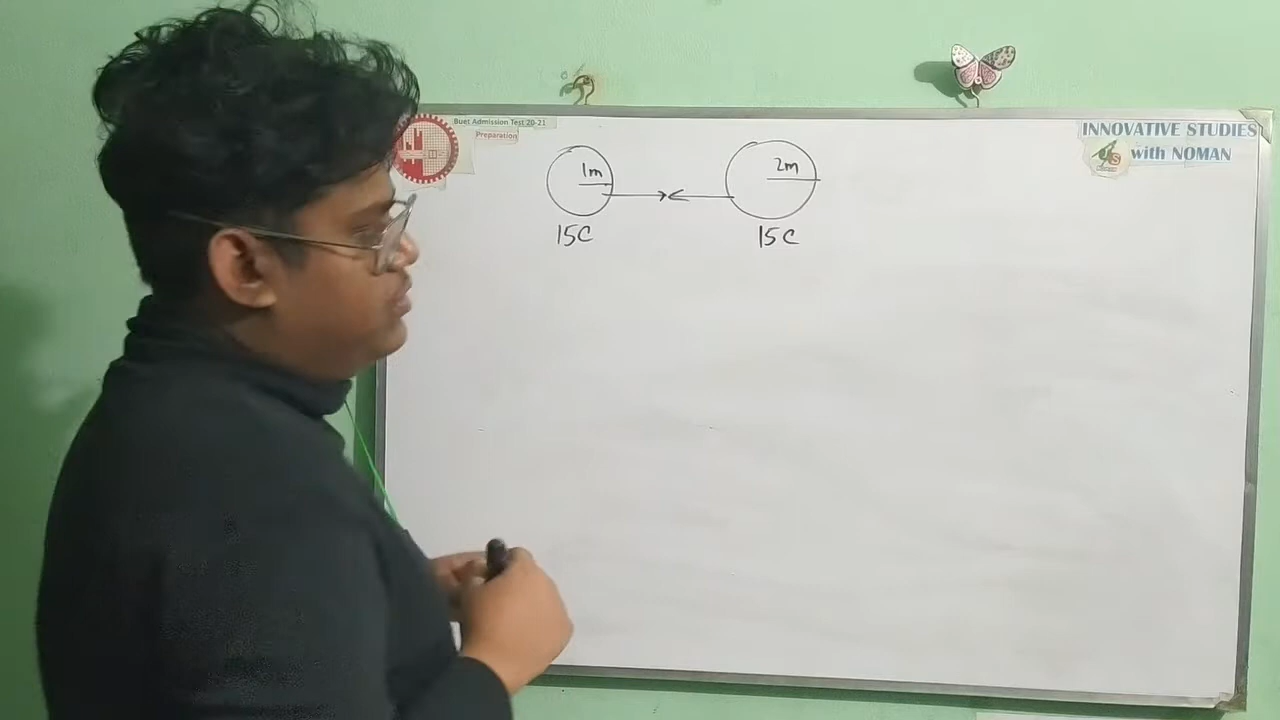 Buet Admission Test 20-21
Preparation
INNOVATIVE STUDIES
with NOMAN
1m
2m
15C
15C